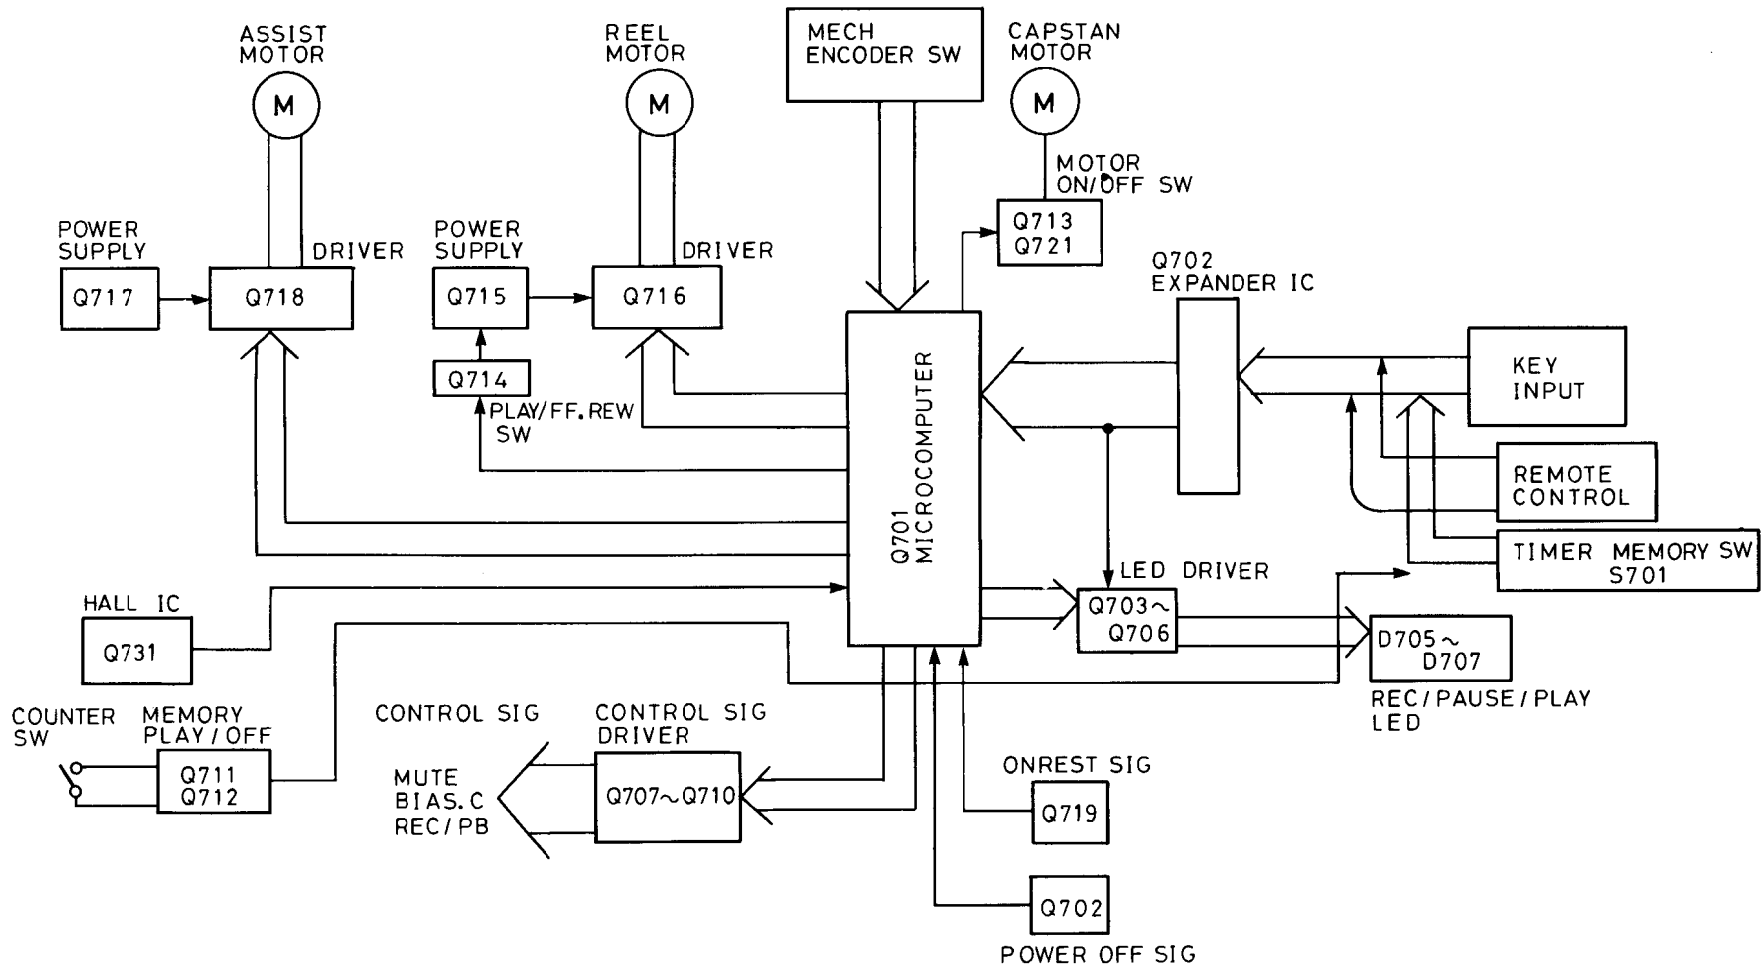 ASSIST
MOTOR
M
REEL
MOTOR
M
MECH
ENCODER SW
CAPSTAN
MOTOR
M
MOTOR
ON/OFF SW
Q713
Q721
POWER
SUPPLY
Q717
DRIVER
Q718
POWER
SUPPLY
Q715
DRIVER
Q716
Q714
PLAY/FF.REW
SW
Q701
MICROCOMPUTER
Q702
EXPANDER IC
KEY
INPUT
REMOTE
CONTROL
TIMER MEMORY SW
S701
LED DRIVER
Q703~
Q706
D705~
D707
REC/PAUSE/PLAY
LED
HALL IC
Q731
COUNTER
SW
MEMORY
PLAY/OFF
Q711
Q712
CONTROL SIG
MUTE
BIAS.C
REC/PB
CONTROL SIG
DRIVER
Q707~Q710
ONREST SIG
Q719
Q702
POWER OFF SIG